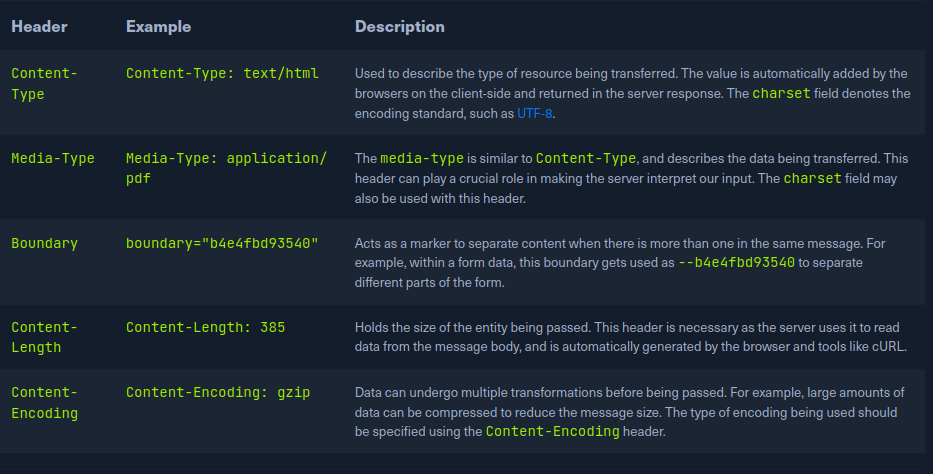 Header Example Description
Content- Content-Type: text/html Used to describe the type of resource being transferred. The value is automatically added by the
Type browsers on the client-side and returned in the server response. The charset field denotes the
encoding standard, such as UTF-8.
Media-Type Media-Type: application/ The media-type is similar to Content-Type, and describes the data being transferred. This
pdf header can play a crucial role in making the server interpret our input. The charset field may
also be used with this header.
Boundary boundary="b4e4fbd93540" Acts as a marker to separate content when there is more than one in the same message. For
example, within a form data, this boundary gets used as --b4e4fbd93540 to separate
different parts of the form.
Content- Content-Length: 385 Holds the size of the entity being passed. This header is necessary as the server uses it to read
Length data from the message body, and is automatically generated by the browser and tools like cURL.
Content- Content-Encoding: gzip Data can undergo multiple transformations before being passed. For example, large amounts of
Encoding data can be compressed to reduce the message size. The type of encoding being used should
be specified using the Content-Encoding header.